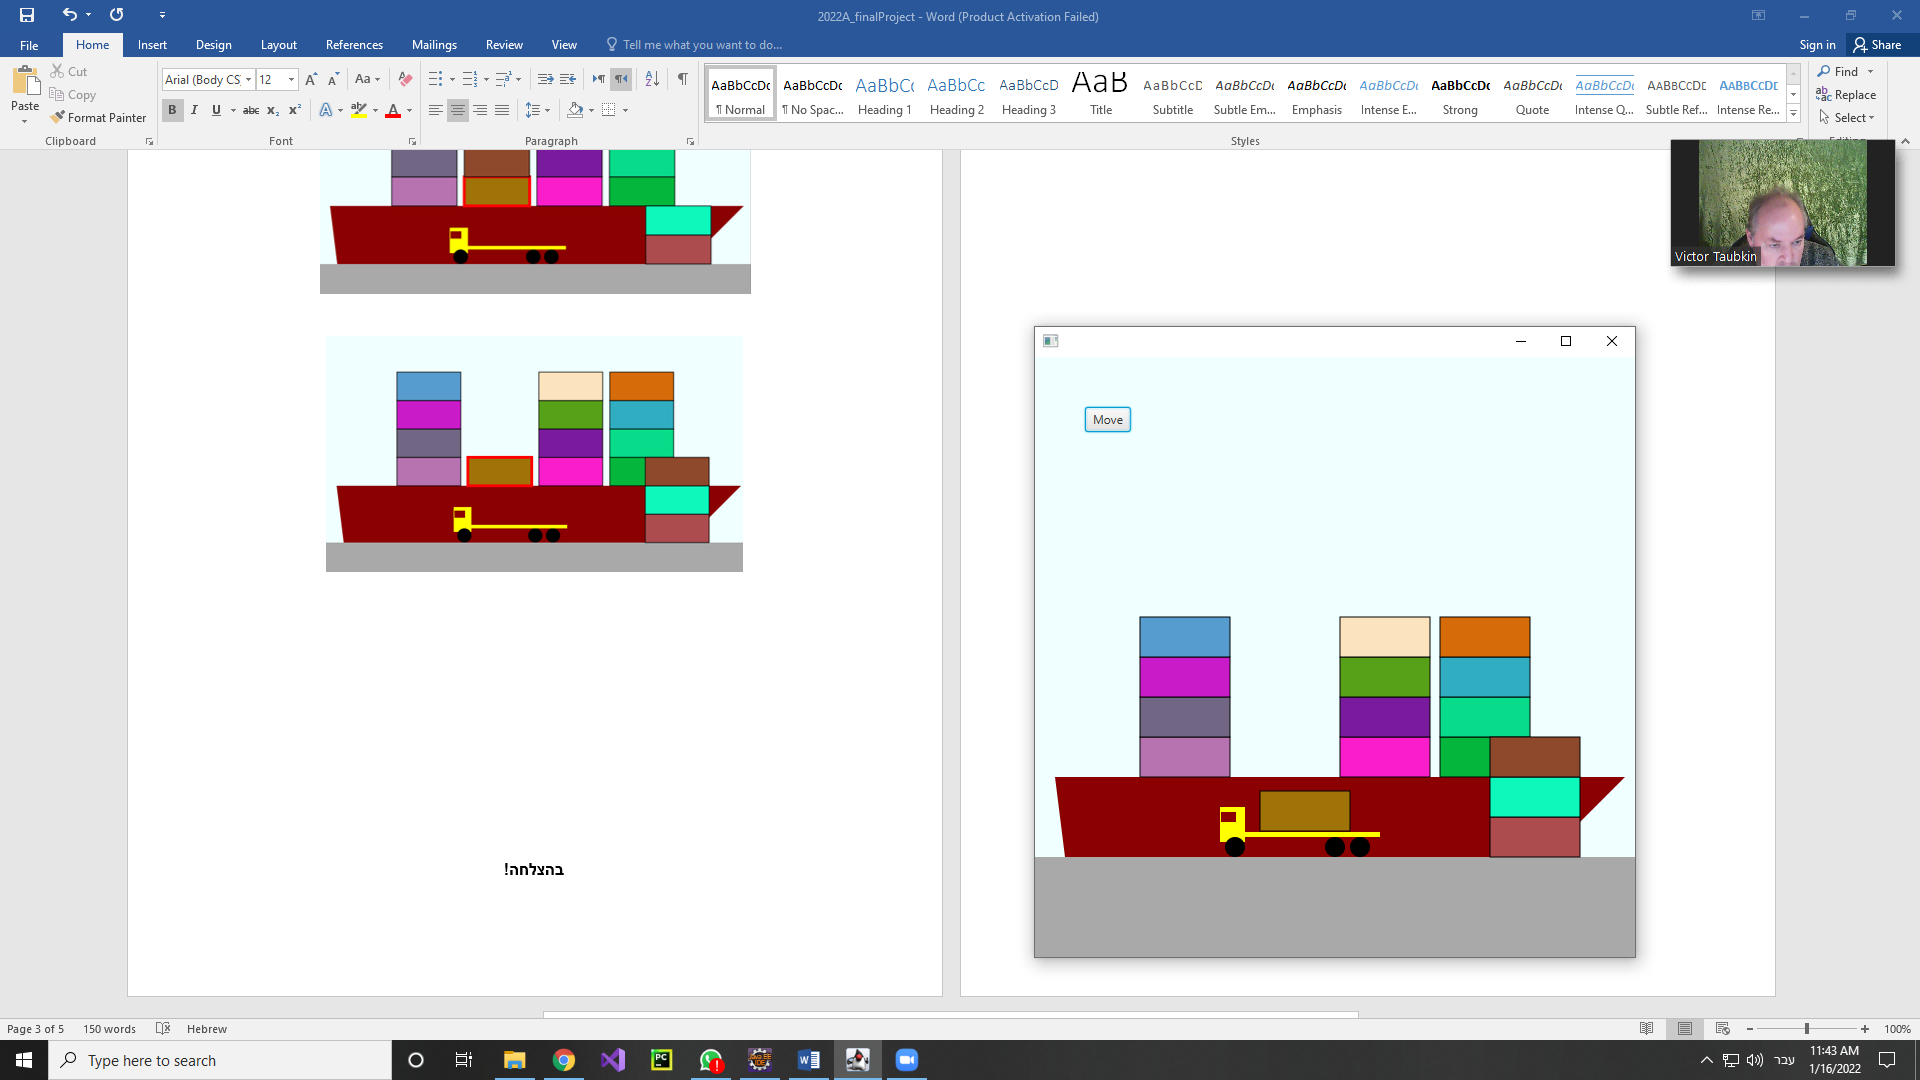 2022A_finalProject - Word (Product Activation Failed)
File Home Insert Design Layout References Mailings Review View Tell me what you want to do... Sign in Share
Paste
Cut
Copy
Format Painter
Clipboard
Arial (Body CS 12
Font
Paragraph
AaBbCcDc AaBbCcDc AaBbCc AaBbCc AaBbCcD AaB AaBbCcD AaBbCcDc AaBbCcDc AaBbCcDc AaBbCcDc AaBbCcDc AaBbCcDc AABBCCDC AABBCCDC
¶ Normal ¶ No Spac... Heading 1 Heading 2 Heading 3 Title Subtitle Subtle Em... Emphasis Intense E... Strong Quote Intense Q... Subtle Ref... Intense Re...
Styles
Find
Replace
Select
Editing
Victor Taubkin
Move
בהצלחה!
Page 3 of 5 150 words Hebrew 100%
Type here to search
PC
עבר
11:43 AM
1/16/2022